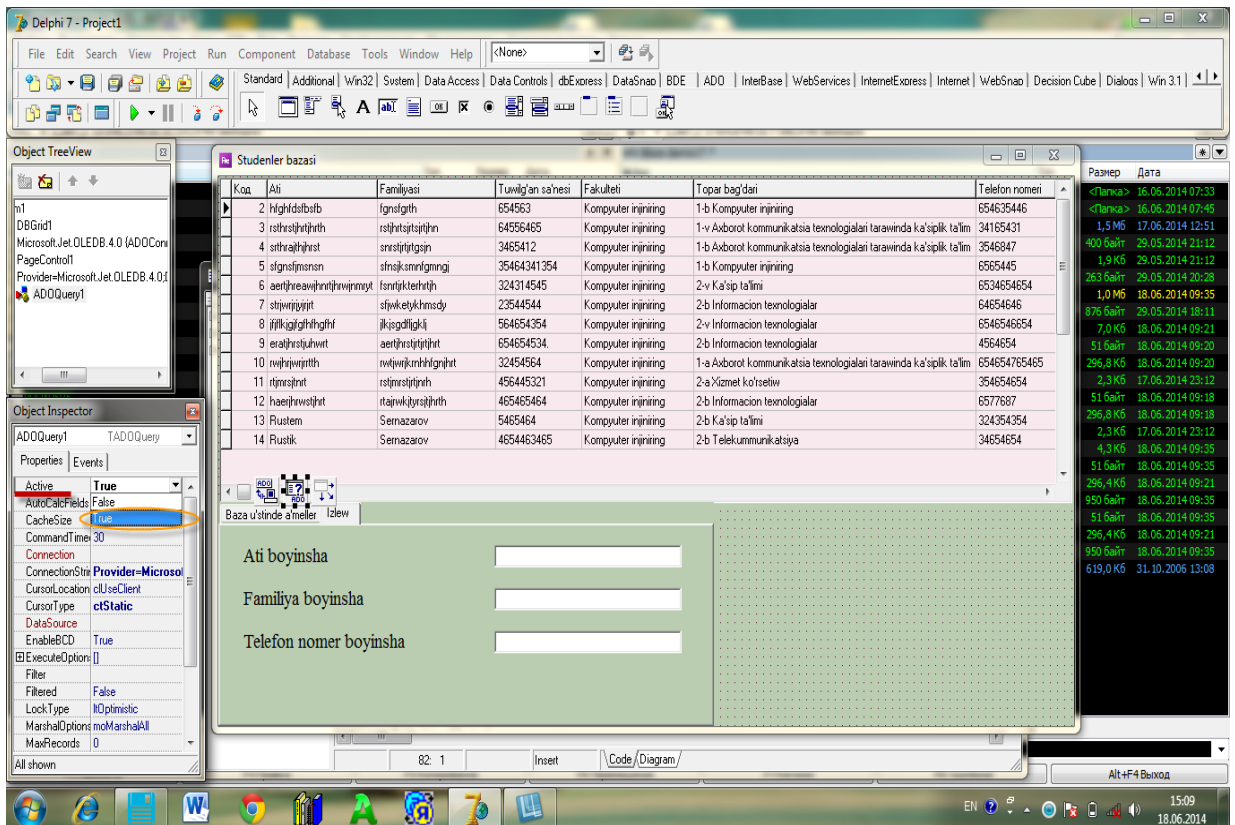 Delphi 7 - Project1
File Edit Search View Project Run Component Database Tools Window Help <None>
Standard Additional Win32 System Data Access Data Controls dbExpress DataSnap BDE ADO InterBase WebServices InternetExpress Internet WebSnap Decision Cube Dialogs Win 3.1
Object TreeView
DBGrid1
Microsoft.Jet.OLEDB.4.0 (ADOConn
PageControl1
Provider=Microsoft.Jet.OLEDB.4.0;
ADOQuery1
Object Inspector
ADOQuery1 TADOQuery
Properties Events
Active True
AutoCalcFields False
CacheSize True
CommandTime 30
Connection
ConnectionStri Provider=Microsof
CursorLocation clUseClient
CursorType ctStatic
DataSource
EnableBCD True
ExecuteOption []
Filter
Filtered False
LockType ltOptimistic
MarshalOptions moMarshalAll
MaxRecords 0
All shown
Studenler bazasi
Код Ati Familiyasi Tuwilg'an sa'nesi Fakulteti Topar bag'dari Telefon nomeri
2 hfghfdsfbsfb fgnsfgrth 654563 Kompyuter injiniring 1-b Kompyuter injiniring 654635446
3 rsthrstjhrtjhrth rstjhrtsjrtsjrtjhn 64556465 Kompyuter injiniring 1-v Axborot kommunikatsia texnologialari tarawinda ka'siplik ta'lim 34165431
4 srthrajthjhrst snrstjrtjrtgsjn 3465412 Kompyuter injiniring 1-v Axborot kommunikatsia texnologialari tarawinda ka'siplik ta'lim 3546847
5 sfgnsfjmsnsn sfnsjksmnfgmngj 35464341354 Kompyuter injiniring 1-b Kompyuter injiniring 6565445
6 aertjhreawjhnrtjhrwjnmryt fsnrtjrkterhrtjh 324314545 Kompyuter injiniring 2-v Ka'sip ta'limi 6534654654
7 strjwrjrjyjrjrt sfjwketykhmsdy 23544544 Kompyuter injiniring 2-b Informacion texnologialar 64654646
8 jfjflkjgjfgfhfhgfhf jlkjsgdfljgklj 564654354 Kompyuter injiniring 2-v Informacion texnologialar 6546546654
9 eratjhrstjuhwrt aertjhrstjrtjrtjhrt 654654534. Kompyuter injiniring 2-b Informacion texnologialar 4564654
10 rwjhrjwrjrrtth rwtjwrjkrnhhfgnjhrt 32454564 Kompyuter injiniring 1-a Axborot kommunikatsia texnologialari tarawinda ka'siplik ta'lim 654654765465
11 rtjmrsjtnrt rstjmrstjrtjnrh 456445321 Kompyuter injiniring 2-a Xizmet ko'rsetiw 354654654
12 haerjhrwstjhrt rtajrwkjtyrsjtjhrth 465465464 Kompyuter injiniring 2-b Informacion texnologialar 6577687
13 Rustem Sernazarov 5465464 Kompyuter injiniring 2-b Ka'sip ta'limi 324354354
14 Rustik Sernazarov 4654463465 Kompyuter injiniring 2-b Telekummunikatsiya 34654654
Baza u'stinde a'meller Izlew
Ati boyinsha
Familiya boyinsha
Telefon nomer boyinsha
82: 1 Insert Code Diagram
Размер Дата
<Папка> 16.06.2014 07:33
<Папка> 16.06.2014 07:45
1,5 Мб 17.06.2014 12:51
400 байт 29.05.2014 21:12
1,9 Кб 29.05.2014 21:12
263 байт 29.05.2014 20:28
1,0 Мб 18.06.2014 09:35
876 байт 29.05.2014 18:11
7,0 Кб 18.06.2014 09:21
51 байт 18.06.2014 09:20
296,8 Кб 18.06.2014 09:20
2,3 Кб 17.06.2014 23:12
51 байт 18.06.2014 09:18
296,8 Кб 18.06.2014 09:18
2,3 Кб 17.06.2014 23:12
4,3 Кб 18.06.2014 09:35
51 байт 18.06.2014 09:35
296,4 Кб 18.06.2014 09:21
950 байт 18.06.2014 09:35
51 байт 18.06.2014 09:35
296,4 Кб 18.06.2014 09:21
950 байт 18.06.2014 09:35
619,0 Кб 31.10.2006 13:08
Alt+F4 Выход
EN 15:09
18.06.2014